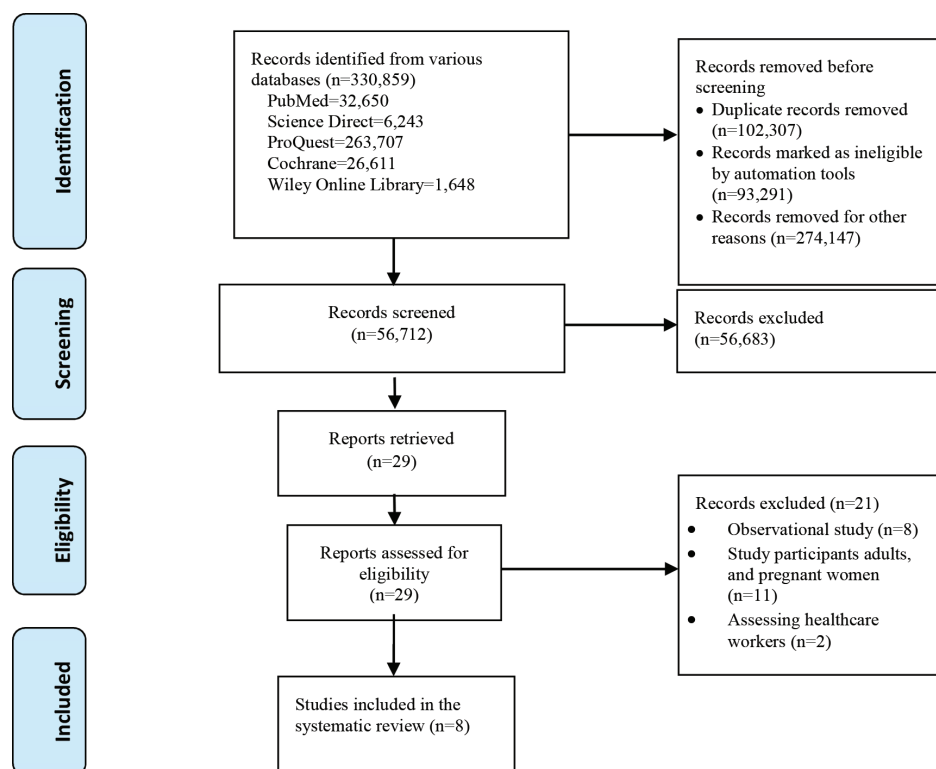 Identification
Records identified from various
databases (n=330,859)
PubMed=32,650
Science Direct=6,243
ProQuest=263,707
Cochrane=26,611
Wiley Online Library=1,648
Records removed before
screening
• Duplicate records removed
(n=102,307)
• Records marked as ineligible
by automation tools
(n=93,291)
• Records removed for other
reasons (n=274,147)
Screening
Records screened
(n=56,712)
Records excluded
(n=56,683)
Reports retrieved
(n=29)
Eligibility
Reports assessed for
eligibility
(n=29)
Records excluded (n=21)
• Observational study (n=8)
• Study participants adults,
and pregnant women
(n=11)
• Assessing healthcare
workers (n=2)
Included
Studies included in the
systematic review (n=8)